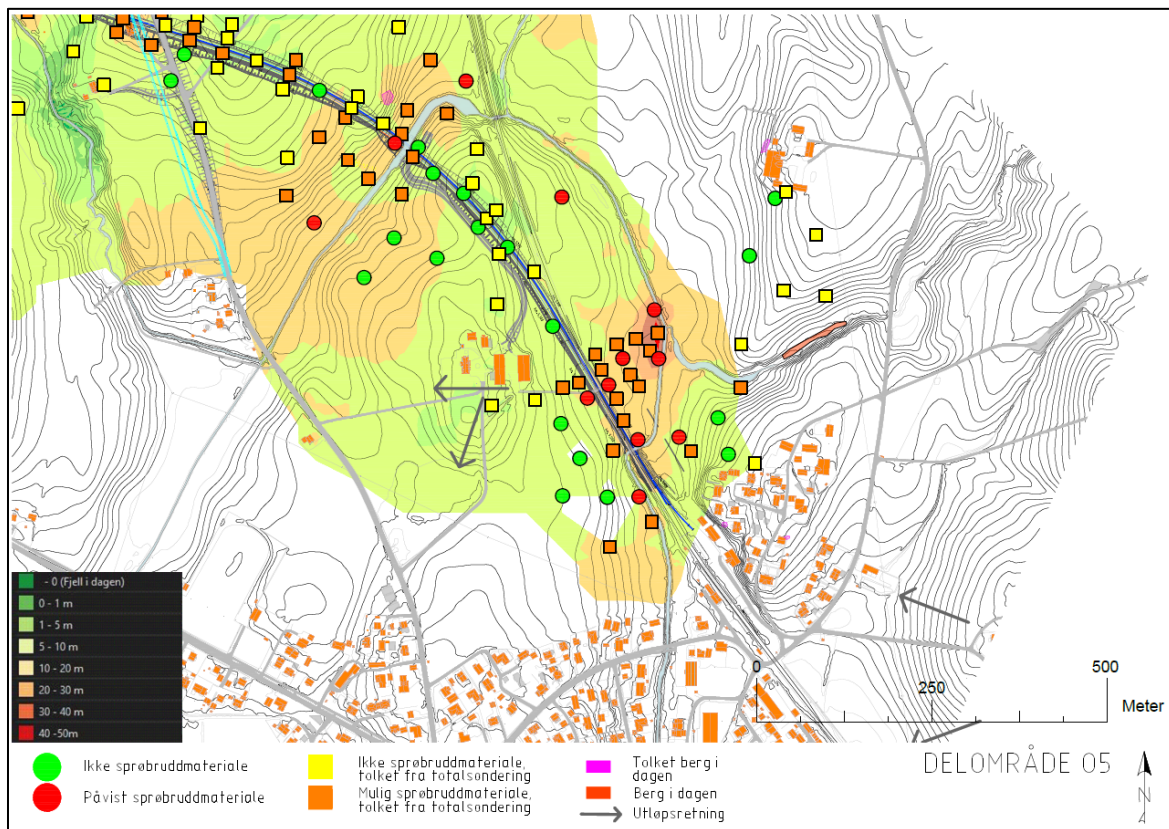 - 0 (Fjell i dagen)
0 - 1 m
1 - 5 m
5 - 10 m
10 - 20 m
20 - 30 m
30 - 40 m
40 -50m
0
500
250
Meter
DELOMRÅDE 05
Ikke sprøbruddmateriale
Påvist sprøbruddmateriale
Ikke sprøbruddmateriale,
tolket fra totalsondering
Mulig sprøbruddmateriale,
tolket fra totalsondering
Tolket berg i
dagen
Berg i dagen
Utløpsretning
N